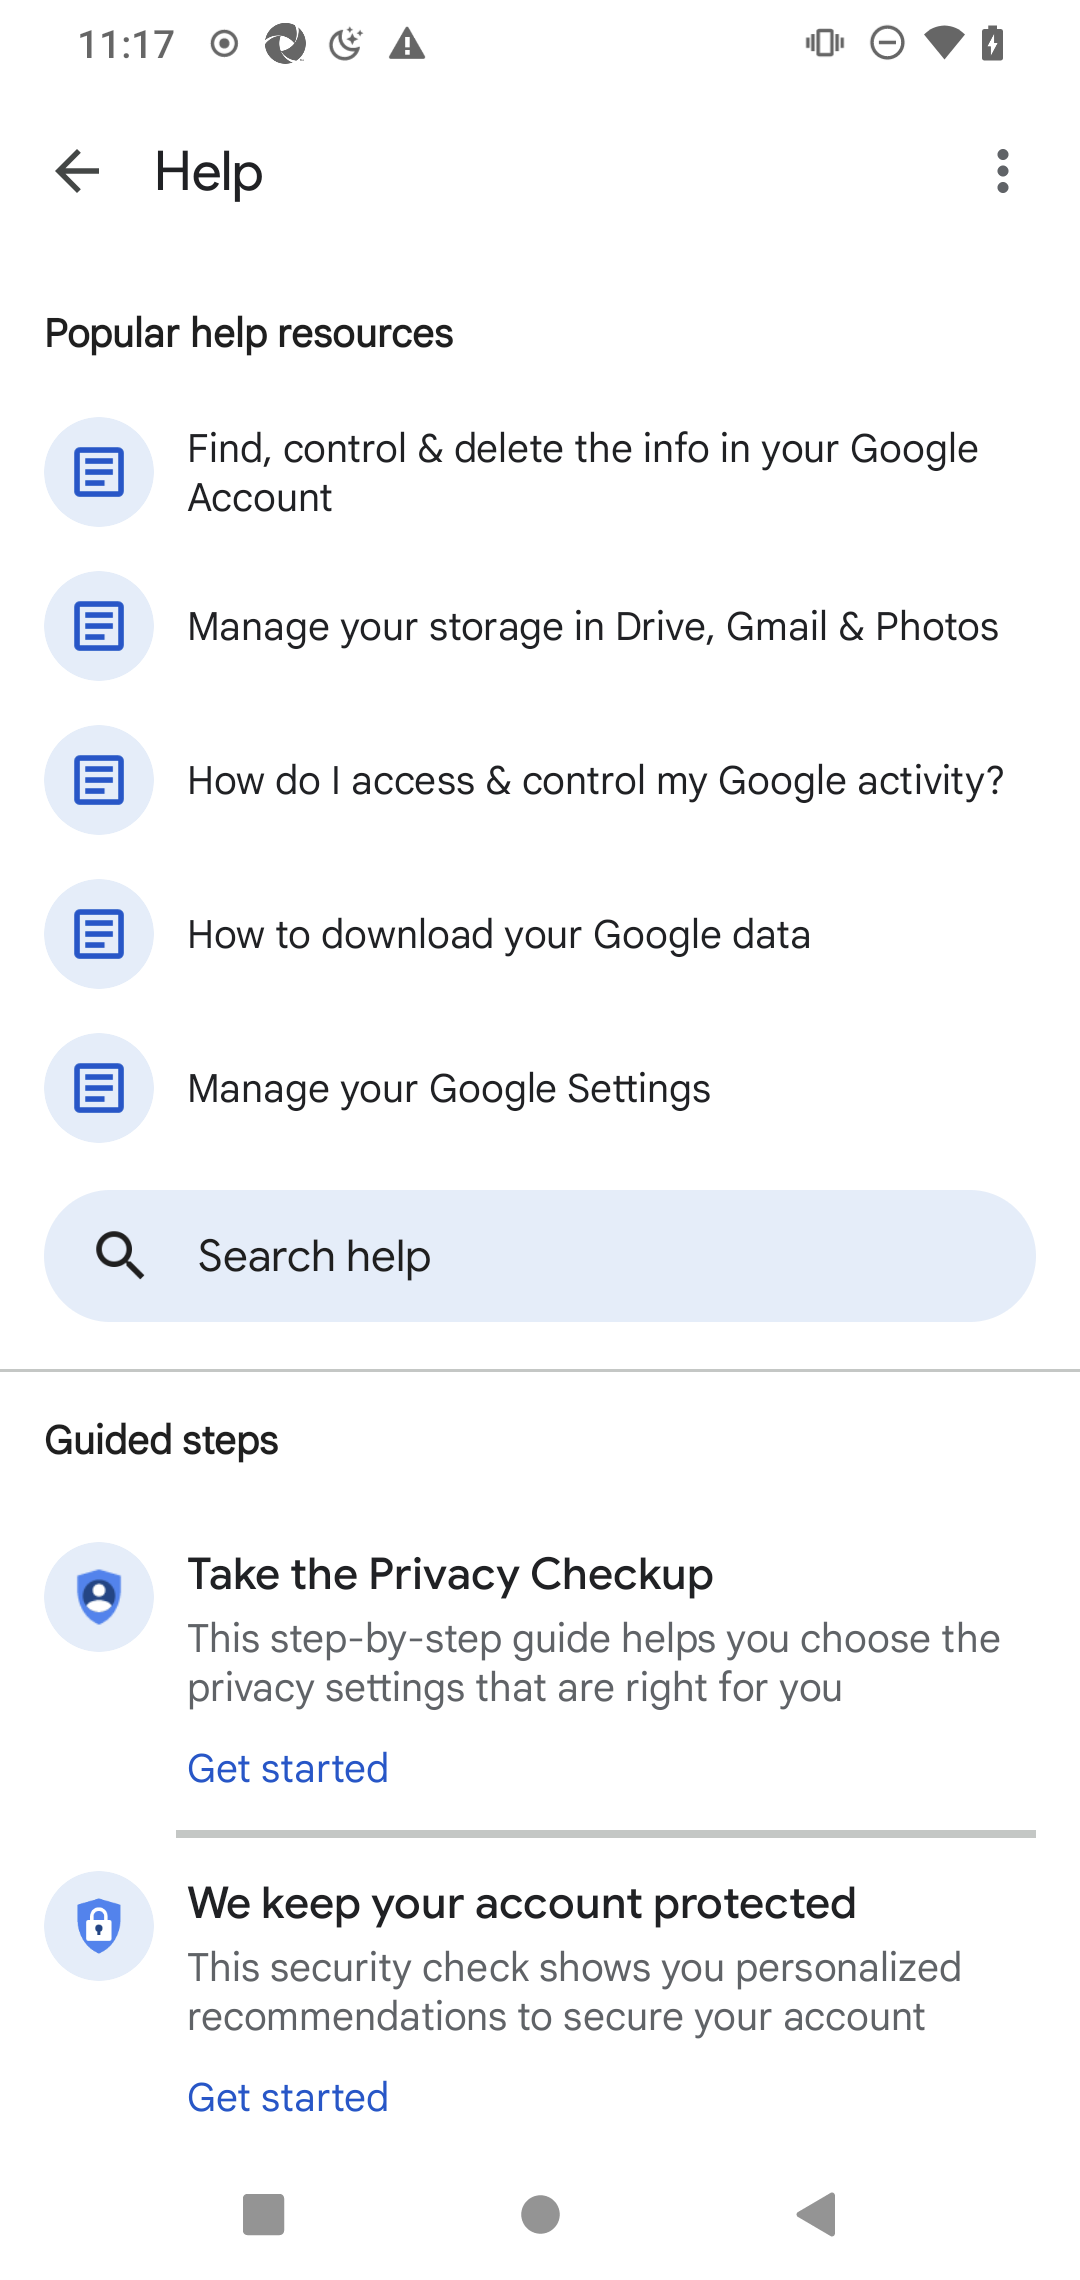 11:17
Help
Popular help resources
Find, control & delete the info in your Google
Account
Manage your storage in Drive, Gmail & Photos
How do I access & control my Google activity?
How to download your Google data
Manage your Google Settings
Search help
Guided steps
Take the Privacy Checkup
This step-by-step guide helps you choose the
privacy settings that are right for you
Get started
We keep your account protected
This security check shows you personalized
recommendations to secure your account
Get started